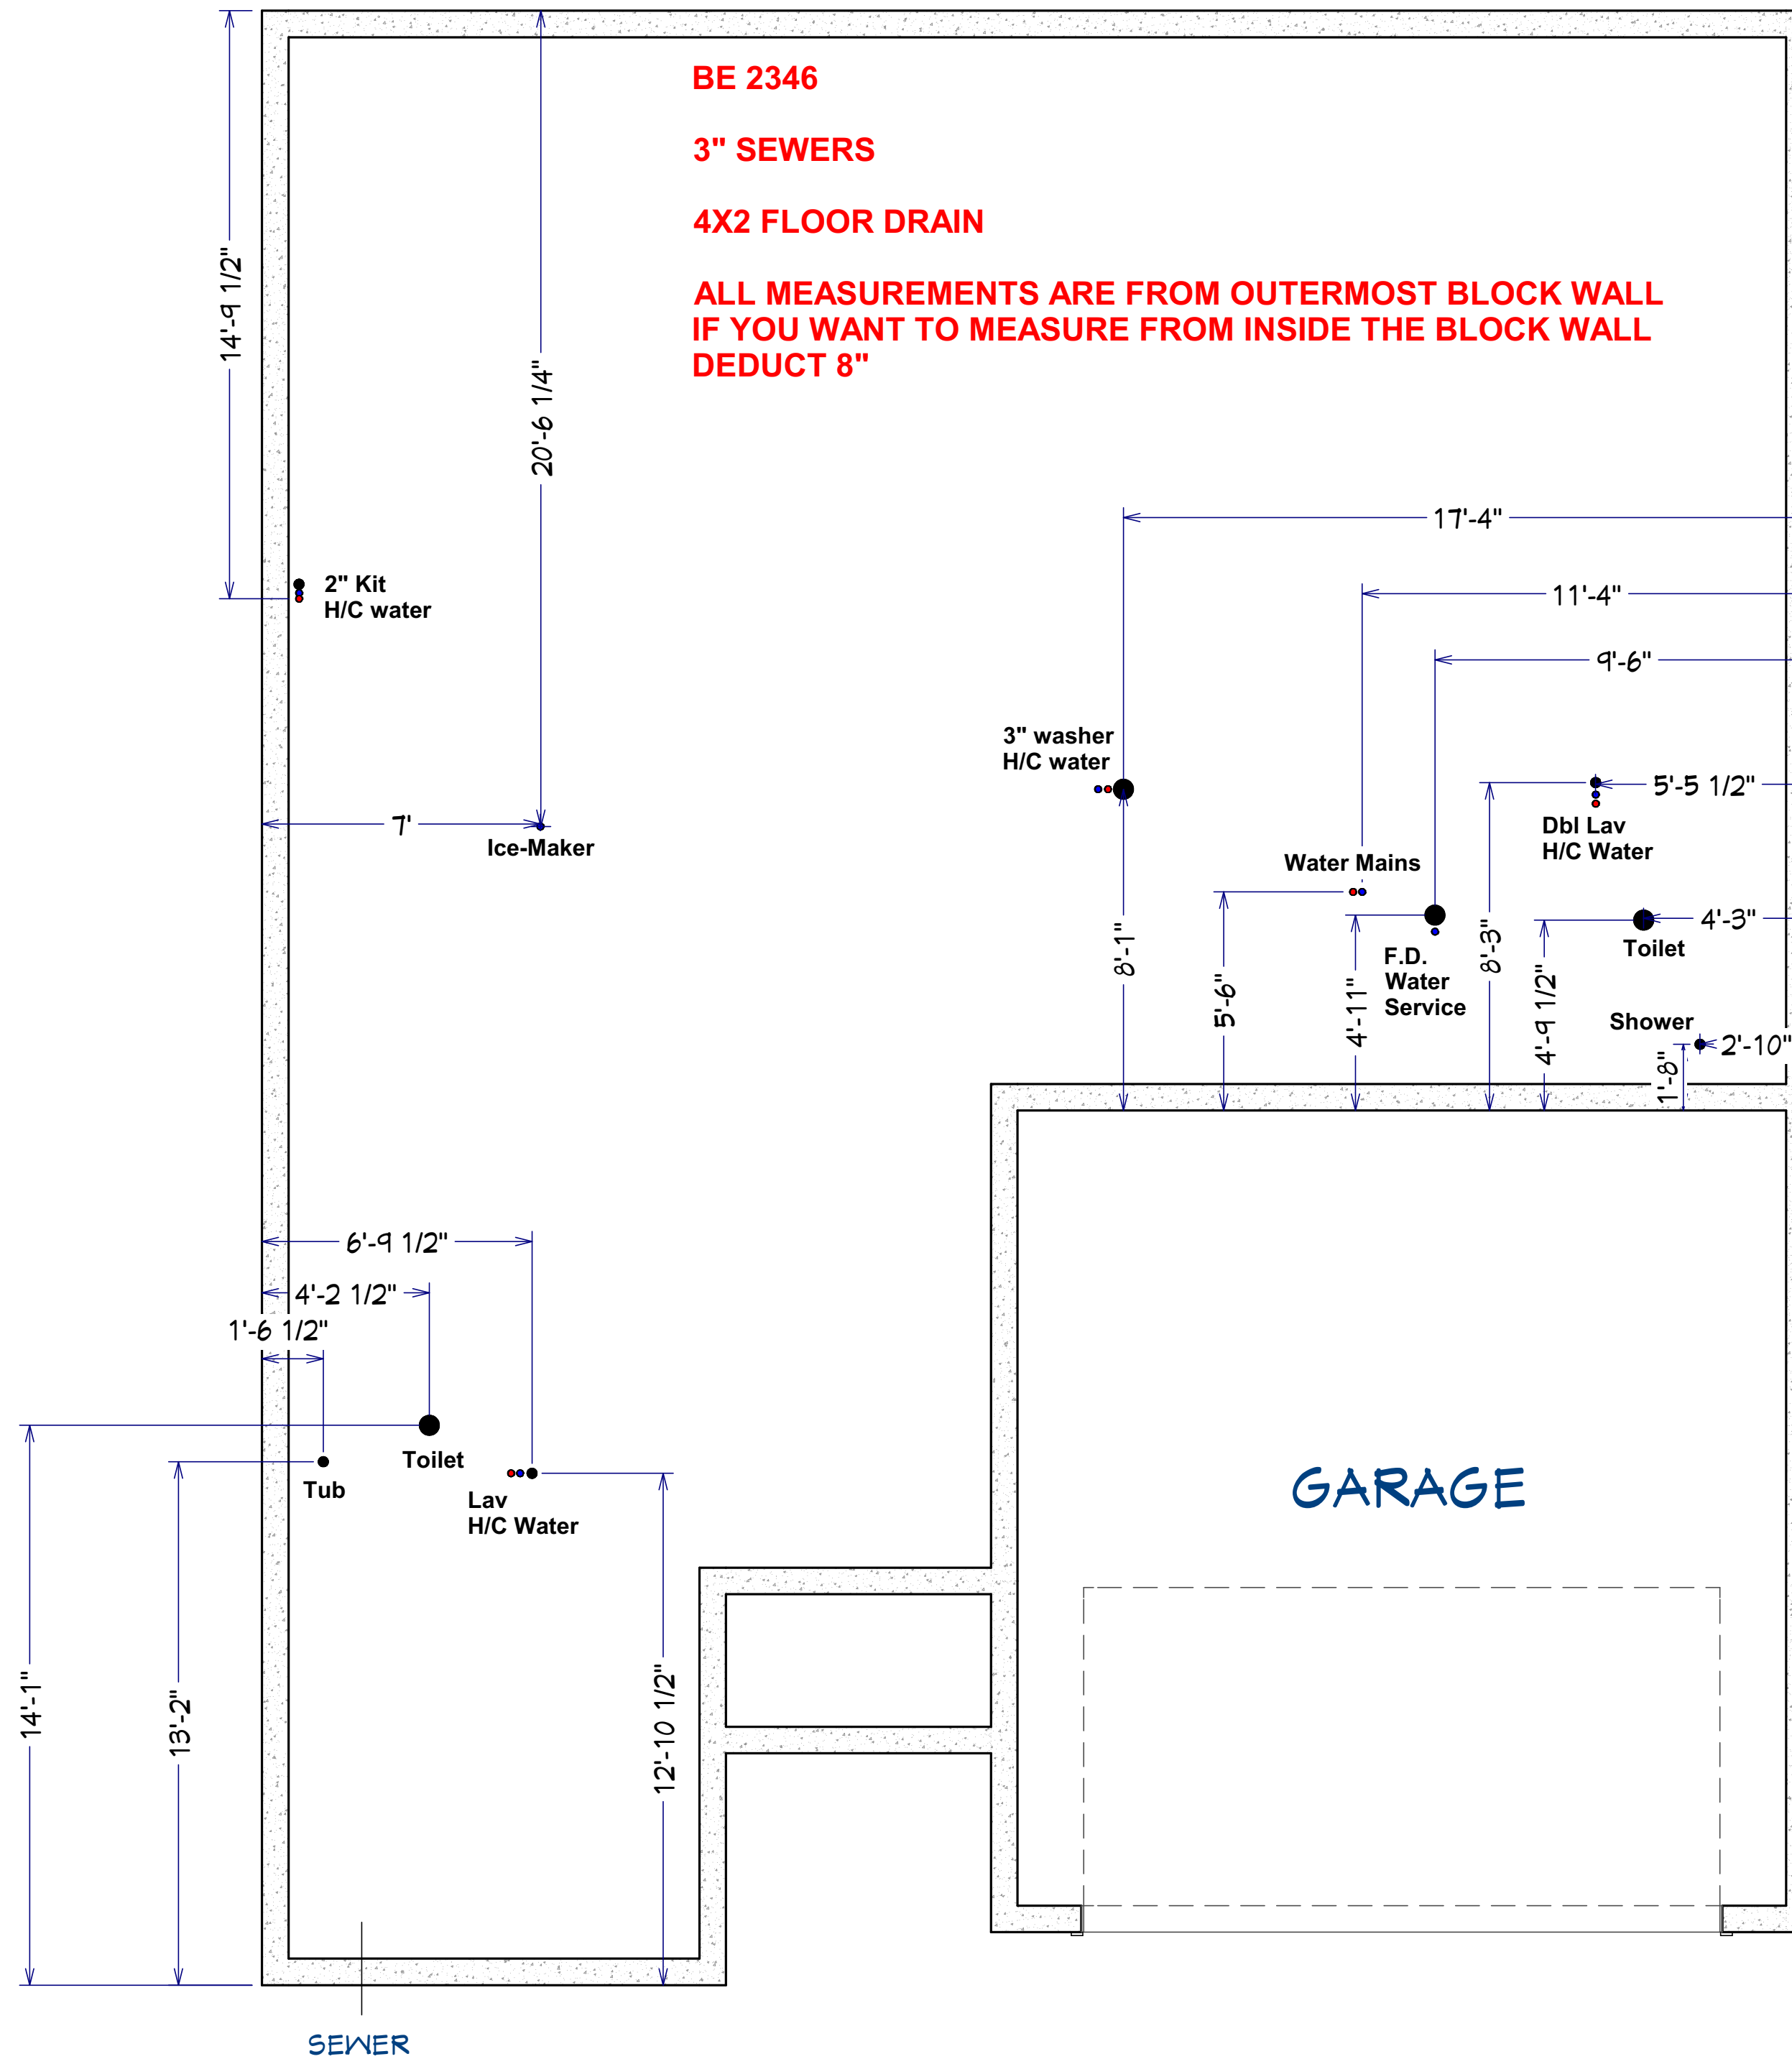 BE 2346
3" SEWERS
4X2 FLOOR DRAIN
ALL MEASUREMENTS ARE FROM OUTERMOST BLOCK WALL
IF YOU WANT TO MEASURE FROM INSIDE THE BLOCK WALL
DEDUCT 8"
14'-9 1/2"
20'-6 1/4"
17'-4"
11'-4"
9'-6"
2" Kit
H/C water
3" washer
H/C water
5'-5 1/2"
7'
Ice-Maker
Dbl Lav
H/C Water
Water Mains
8'-1"
5'-6"
4'-11"
8'-3"
4'-9 1/2"
4'-3"
Toilet
F.D.
Water
Service
Shower
2'-10"
1'-8"
6'-9 1/2"
4'-2 1/2"
1'-6 1/2"
Toilet
Tub
Lav
H/C Water
GARAGE
14'-1"
13'-2"
12'-10 1/2"
SEWER